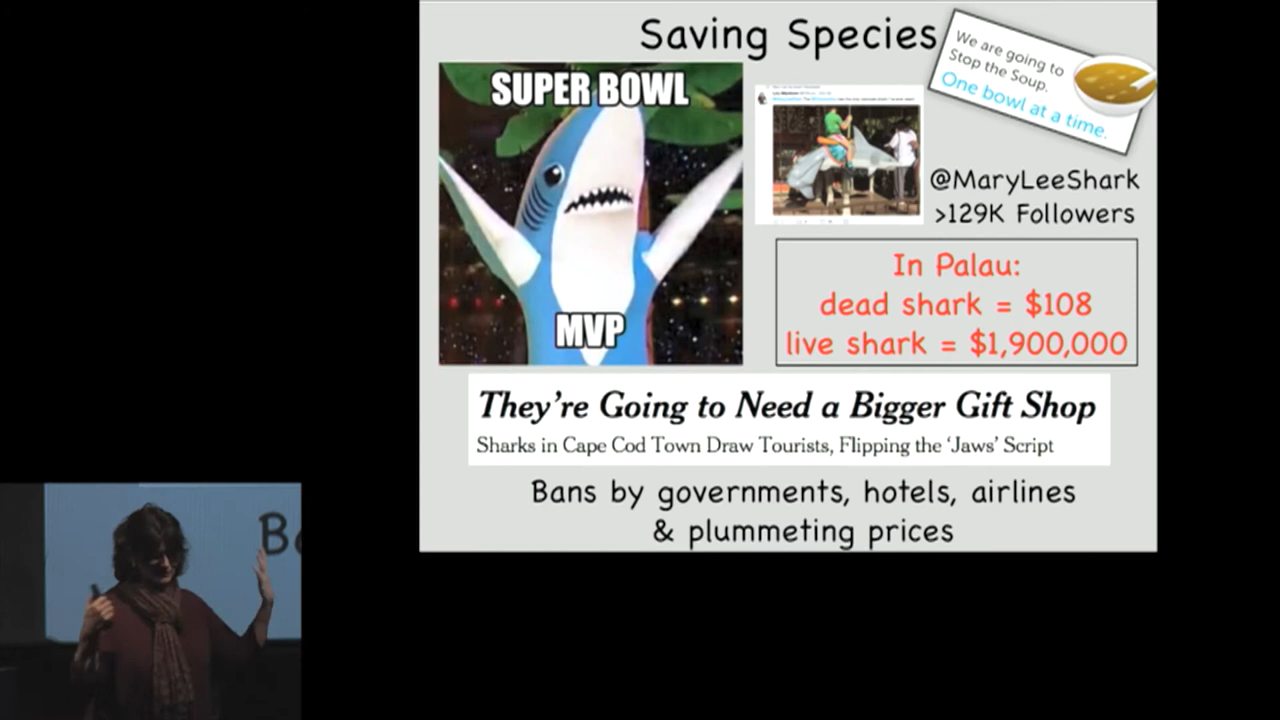 Saving Species
We are going to
Stop the Soup.
One bowl at a time.
SUPER BOWL
MVP
@MaryLeeShark
>129K Followers
In Palau:
dead shark = $108
live shark = $1,900,000
They're Going to Need a Bigger Gift Shop
Sharks in Cape Cod Town Draw Tourists, Flipping the 'Jaws' Script
Bans by governments, hotels, airlines
& plummeting prices